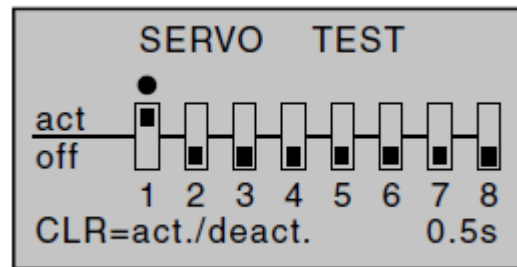 SERVO TEST
act
off
1 2 3 4 5 6 7 8
CLR=act./deact. 0.5s